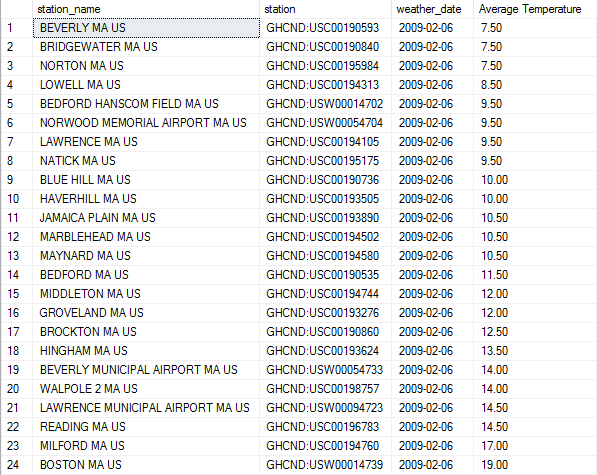 station_name station weather_date Average Temperature
1 BEVERLY MA US GHCND:USC00190593 2009-02-06 7.50
2 BRIDGEWATER MA US GHCND:USC00190840 2009-02-06 7.50
3 NORTON MA US GHCND:USC00195984 2009-02-06 7.50
4 LOWELL MA US GHCND:USC00194313 2009-02-06 8.50
5 BEDFORD HANSCOM FIELD MA US GHCND:USW00014702 2009-02-06 9.50
6 NORWOOD MEMORIAL AIRPORT MA US GHCND:USW00054704 2009-02-06 9.50
7 LAWRENCE MA US GHCND:USC00194105 2009-02-06 9.50
8 NATICK MA US GHCND:USC00195175 2009-02-06 9.50
9 BLUE HILL MA US GHCND:USC00190736 2009-02-06 10.00
10 HAVERHILL MA US GHCND:USC00193505 2009-02-06 10.00
11 JAMAICA PLAIN MA US GHCND:USC00193890 2009-02-06 10.50
12 MARBLEHEAD MA US GHCND:USC00194502 2009-02-06 10.50
13 MAYNARD MA US GHCND:USC00194580 2009-02-06 10.50
14 BEDFORD MA US GHCND:USC00190535 2009-02-06 11.50
15 MIDDLETON MA US GHCND:USC00194744 2009-02-06 12.00
16 GROVELAND MA US GHCND:USC00193276 2009-02-06 12.00
17 BROCKTON MA US GHCND:USC00190860 2009-02-06 12.50
18 HINGHAM MA US GHCND:USC00193624 2009-02-06 13.50
19 BEVERLY MUNICIPAL AIRPORT MA US GHCND:USW00054733 2009-02-06 14.00
20 WALPOLE 2 MA US GHCND:USC00198757 2009-02-06 14.00
21 LAWRENCE MUNICIPAL AIRPORT MA US GHCND:USW00094723 2009-02-06 14.50
22 READING MA US GHCND:USC00196783 2009-02-06 14.50
23 MILFORD MA US GHCND:USC00194760 2009-02-06 17.00
24 BOSTON MA US GHCND:USW00014739 2009-02-06 19.00